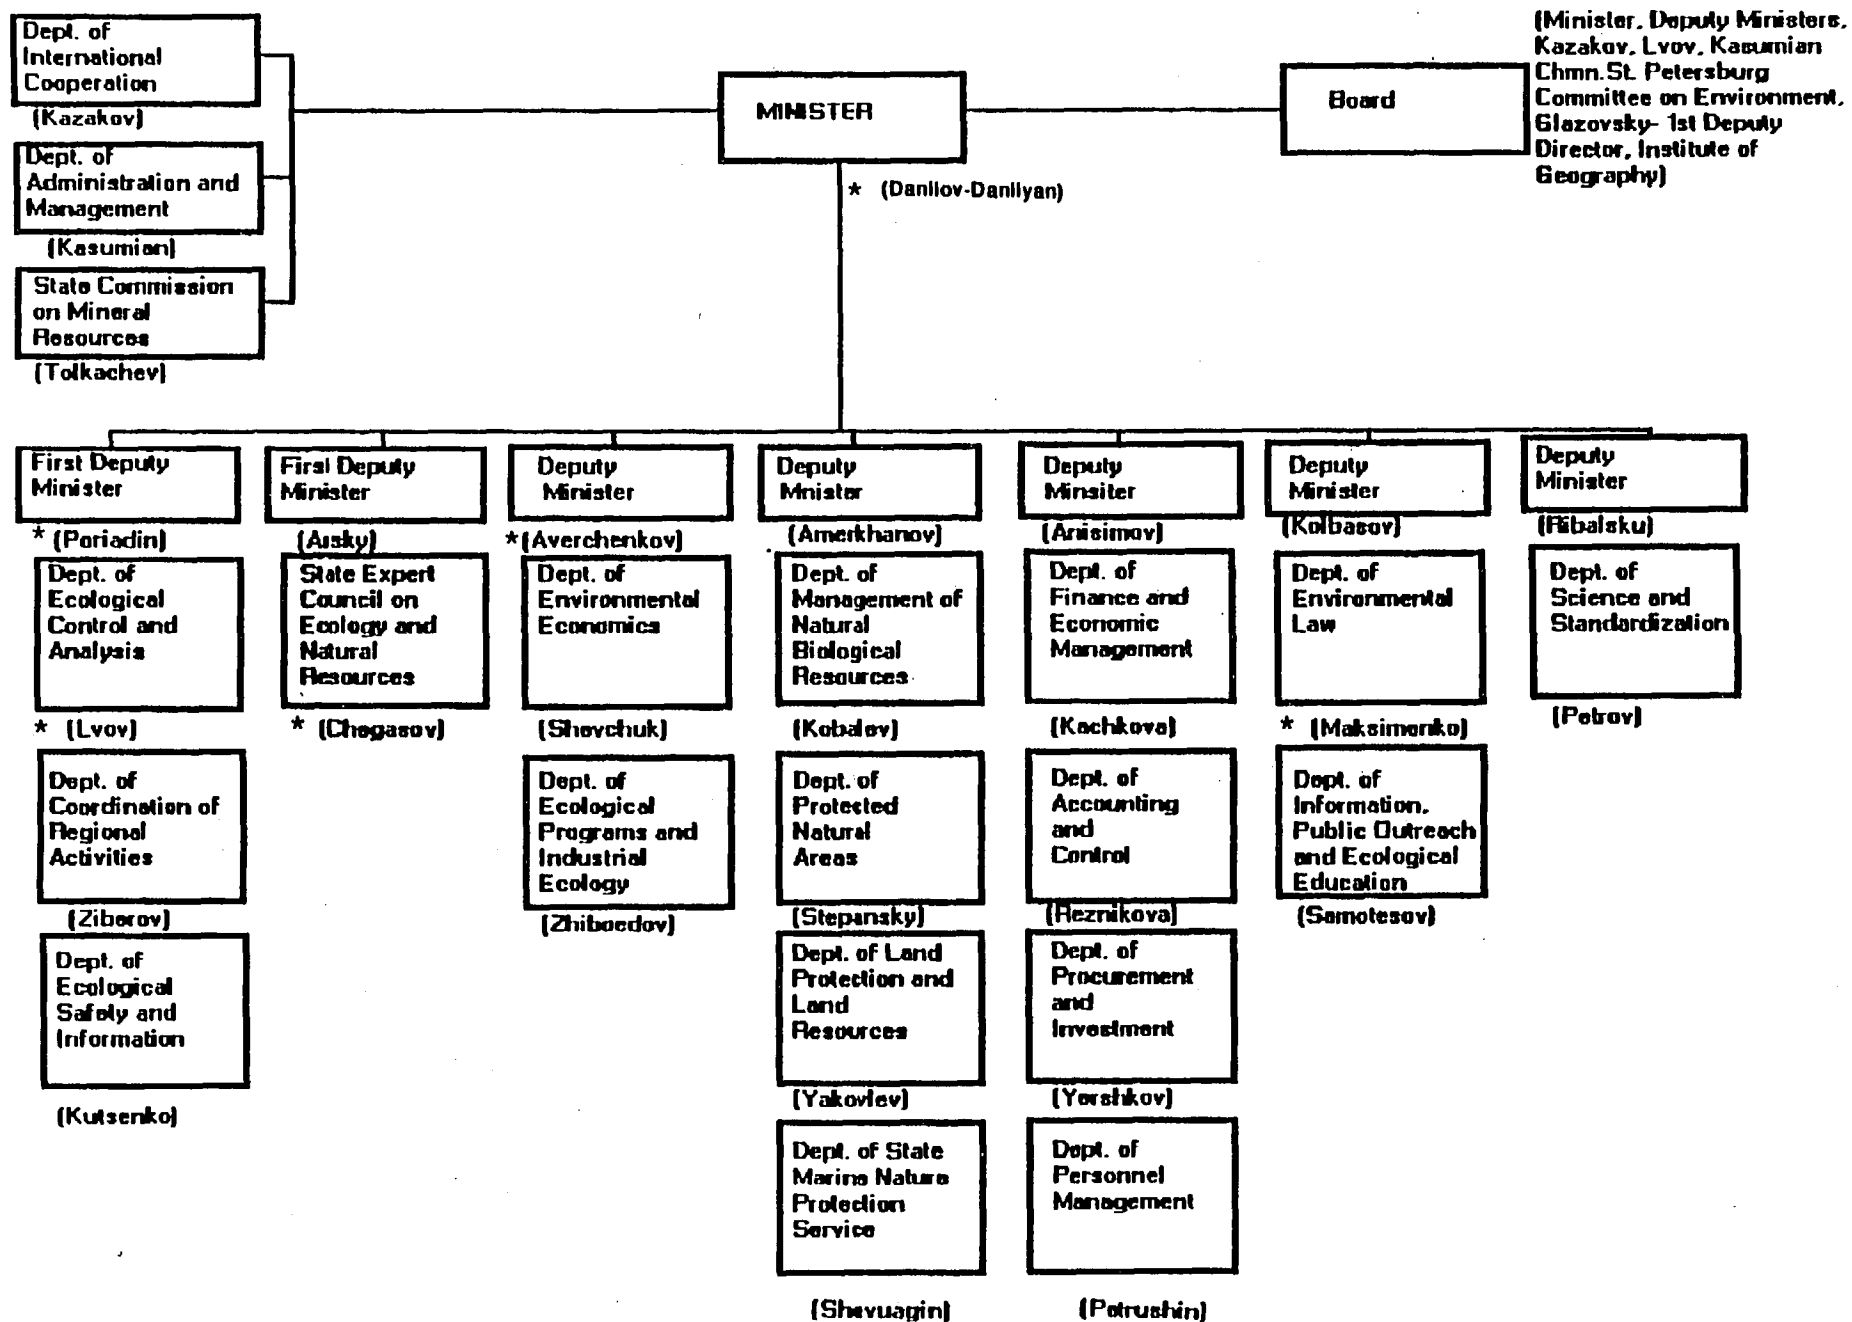 Dept. of
International
Cooperation
(Kazakov)
Dept. of
Administration and
Management
(Kasumian)
State Commission
on Mineral
Resources
(Tolkachev)
MINISTER
* (Danilov-Danilyan)
Board
(Minister, Deputy Ministers,
Kazakov, Lvov, Kasumian
Chmn.St. Petersburg
Committee on Environment,
Glazovsky- 1st Deputy
Director, Institute of
Geography)
First Deputy
Minister
* (Poriadin)
Dept. of
Ecological
Control and
Analysis
* (Lvov)
Dept. of
Coordination of
Regional
Activities
(Ziberov)
Dept. of
Ecological
Safety and
Information
(Kutsenko)
First Deputy
Minister
(Aisky)
State Expert
Council on
Ecology and
Natural
Resources
* (Chegasov)
Deputy
Minister
*(Averchenkov)
Dept. of
Environmental
Economics
(Shevchuk)
Dept. of
Ecological
Programs and
Industrial
Ecology
(Zhiboedov)
Deputy
Mnister
(Amerkhanov)
Dept. of
Management of
Natural
Biological
Resources
(Kobalev)
Dept. of
Protected
Natural
Areas
(Stepansky)
Dept. of Land
Protection and
Land
Resources
(Yakovlev)
Dept. of State
Marine Nature
Protection
Service
(Shevuagin)
Deputy
Minsiter
(Anisimov)
Dept. of
Finance and
Economic
Management
(Kachkova)
Dept. of
Accounting
and
Control
(Reznikova)
Dept. of
Procurement
and
Investment
(Yershkov)
Dept. of
Personnel
Management
(Petrushin)
Deputy
Minister
(Kolbasov)
Dept. of
Environmental
Law
* (Maksimenko)
Dept. of
Information,
Public Outreach
and Ecological
Education
(Samotesov)
Deputy
Minister
(Ribalsku)
Dept. of
Science and
Standardization
(Petrov)